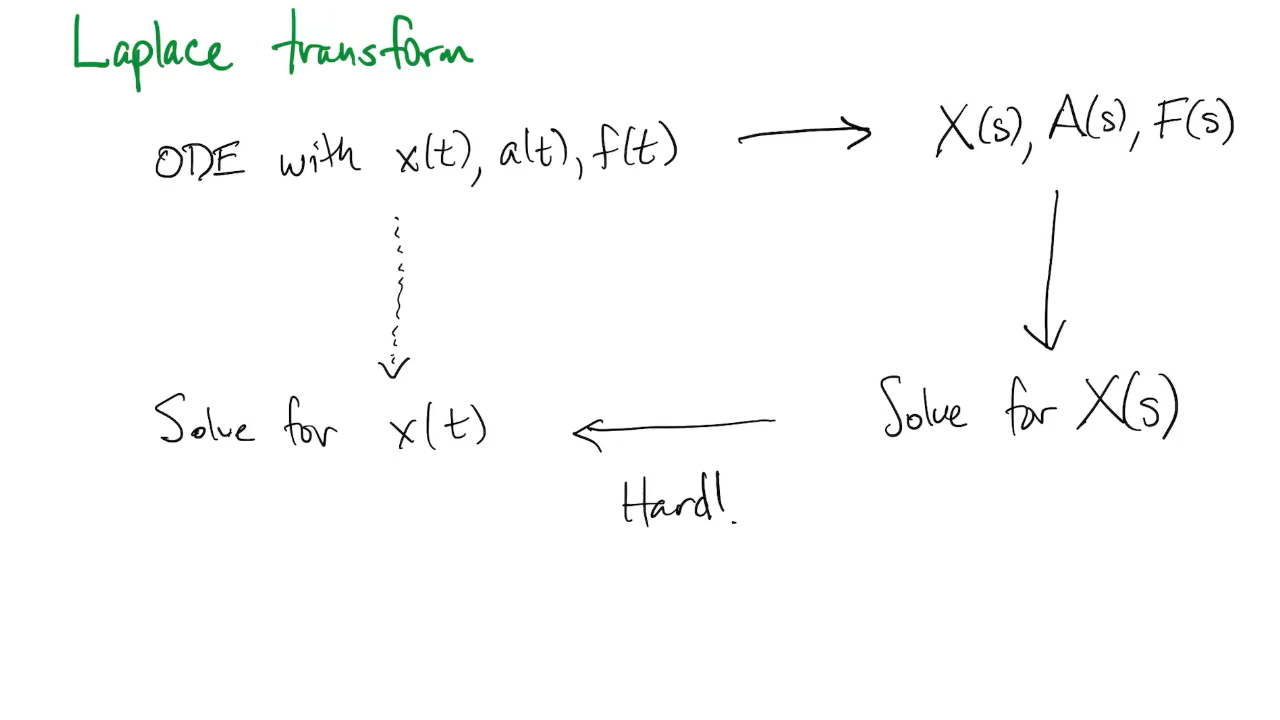 Laplace transform
ODE with x(t), a(t), f(t)
X(s), A(s), F(s)
Solve for x(t)
Solve for X(s)
Hard!